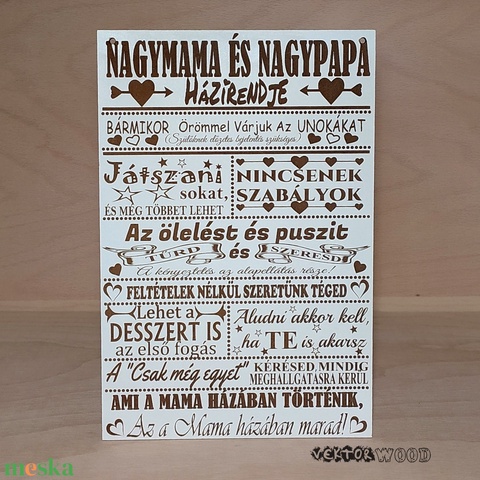 NAGYMAMA ÉS NAGYPAPA
HÁZIRENDJE
BÁRMIKOR Örömmel Várjuk Az UNOKÁKAT
(Szülőknek előzetes bejelentés szükséges)
Játszani
sokat,
ÉS MÉG TÖBBET LEHET
NINCSENEK
SZABÁLYOK
Az ölelést és puszit
TŰRD és SZERESD
A kényeztetés az alapellátás része!
FELTÉTELEK NÉLKÜL SZERETÜNK TÉGED
Lehet a
DESSZERT IS
az első fogás
Aludni akkor kell,
ha TE is akarsz
A "Csak még egyet"
KÉRÉSED MINDIG
MEGHALLGATÁSRA KERÜL
AMI A MAMA HÁZÁBAN TÖRTÉNIK,
Az a Mama házában marad!
meska
VEKTORWOOD